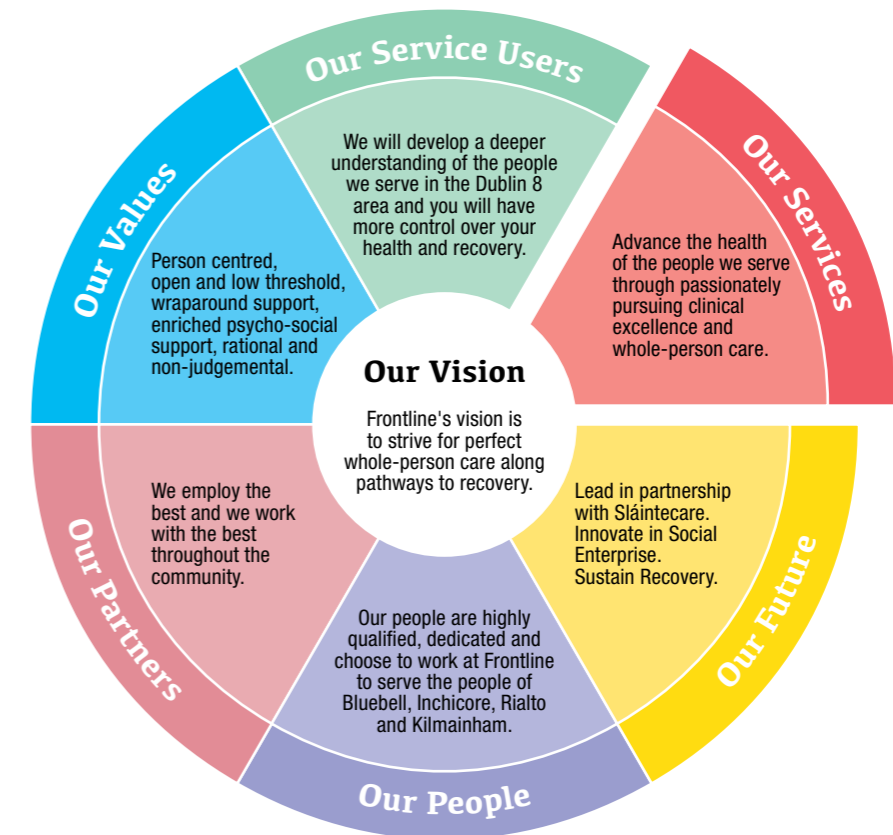 Our Service Users
We will develop a deeper
understanding of the people
we serve in the Dublin 8
area and you will have
more control over your
health and recovery.
Our Services
Advance the health
of the people we serve
through passionately
pursuing clinical
excellence and
whole-person care.
Our Future
Lead in partnership
with Sláintecare.
Innovate in Social
Enterprise.
Sustain Recovery.
Our People
Our people are highly
qualified, dedicated and
choose to work at Frontline
to serve the people of
Bluebell, Inchicore, Rialto
and Kilmainham.
Our Partners
We employ the
best and we work
with the best
throughout the
community.
Our Values
Person centred,
open and low threshold,
wraparound support,
enriched psycho-social
support, rational and
non-judgemental.
Our Vision
Frontline's vision is
to strive for perfect
whole-person care along
pathways to recovery.